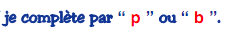 je complète par “ p ” ou “ b ”.